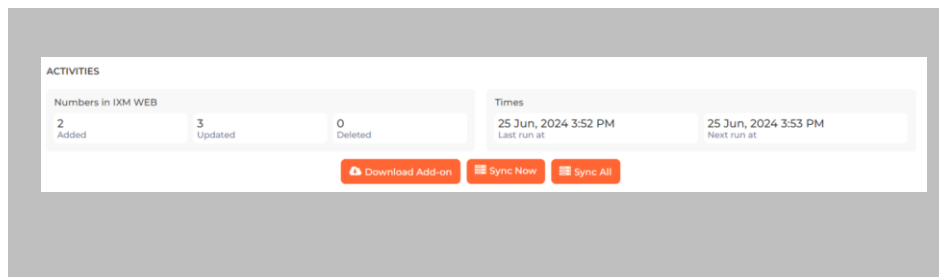 ACTIVITIES
Numbers in IXM WEB
2
Added
3
Updated
0
Deleted
Times
25 Jun, 2024 3:52 PM
Last run at
25 Jun, 2024 3:53 PM
Next run at
Download Add-on
Sync Now
Sync All